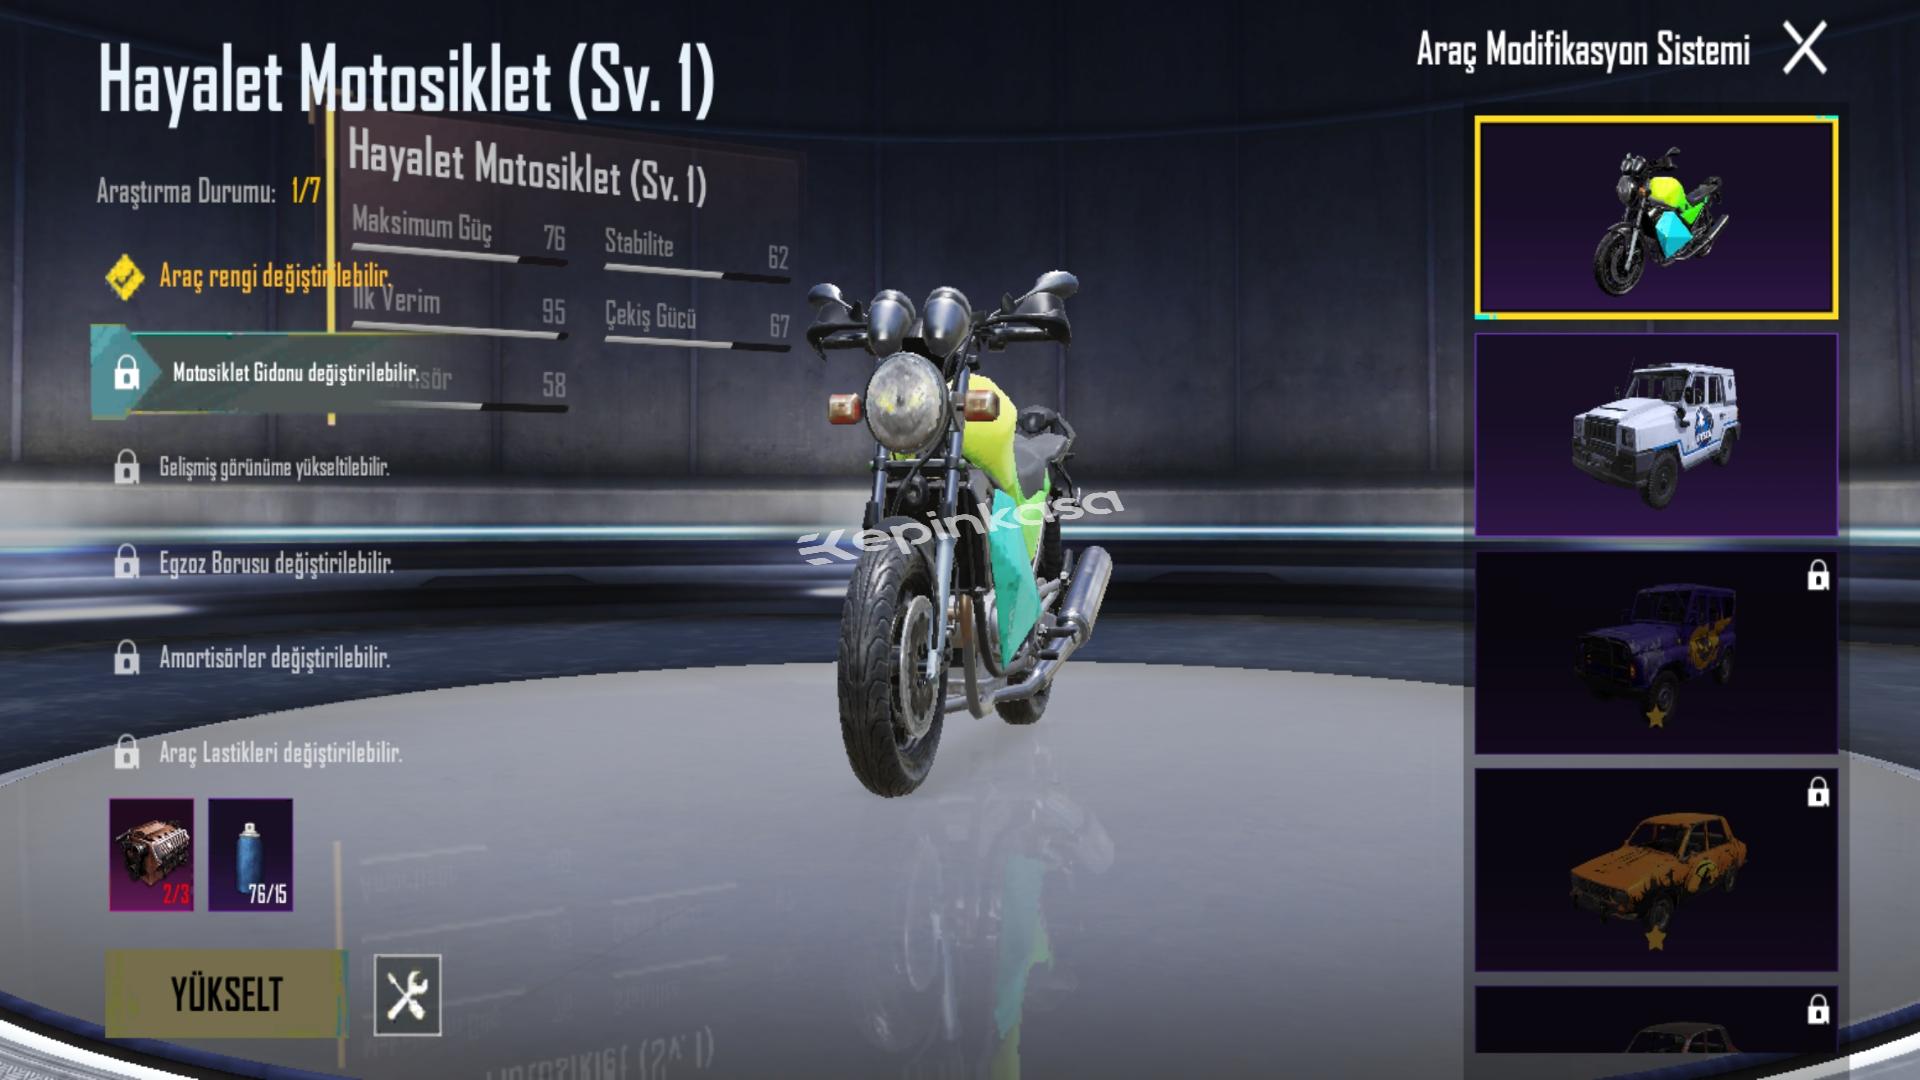 Hayalet Motosiklet (Sv. 1)
Araç Modifikasyon Sistemi
Hayalet Motosiklet (Sv. 1)
Araştırma Durumu: 1/7
Maksimum Güç 76
Stabilite 62
Araç rengi değiştirilebilir.
İlk Verim 95
Çekiş Gücü 67
Motosiklet Gidonu değiştirilebilir.
58
Gelişmiş görünüme yükseltilebilir.
epinkasa
Egzoz Borusu değiştirilebilir.
Amortisörler değiştirilebilir.
Araç Lastikleri değiştirilebilir.
2/3
76/15
YÜKSELT